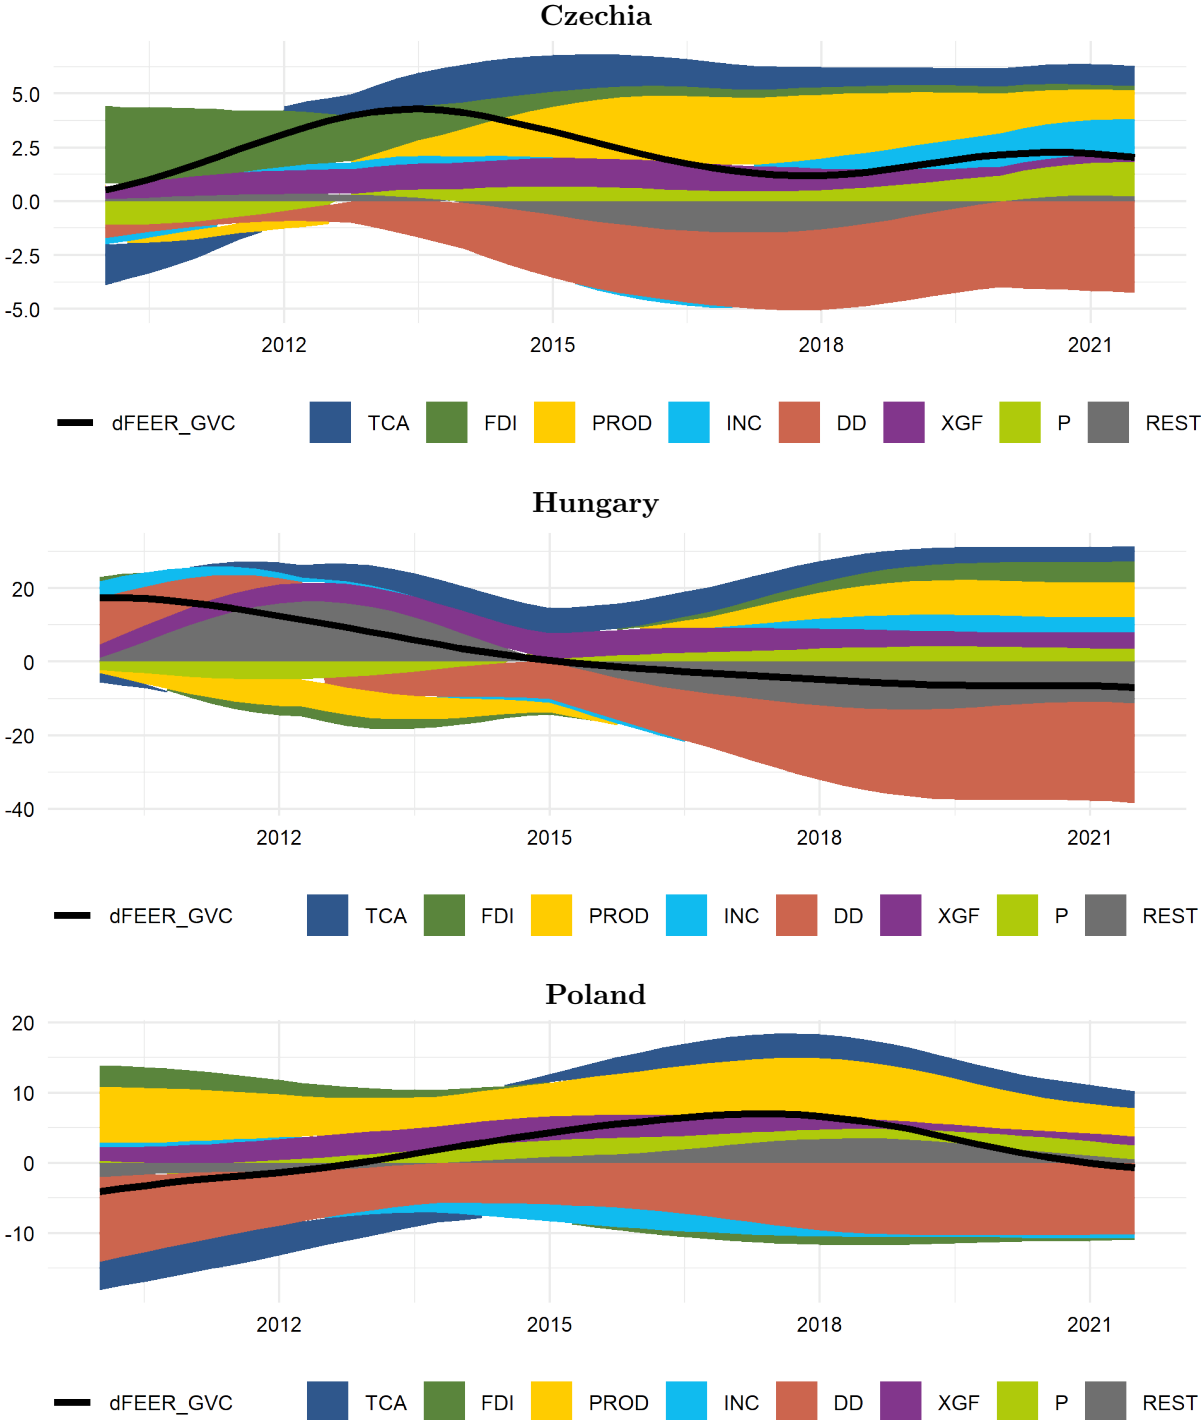 Czechia
5.0
2.5
0.0
-2.5
-5.0
2012 2015 2018 2021
dFEER_GVC TCA FDI PROD INC DD XGF P REST
Hungary
20
0
-20
-40
2012 2015 2018 2021
dFEER_GVC TCA FDI PROD INC DD XGF P REST
Poland
20
10
0
-10
2012 2015 2018 2021
dFEER_GVC TCA FDI PROD INC DD XGF P REST